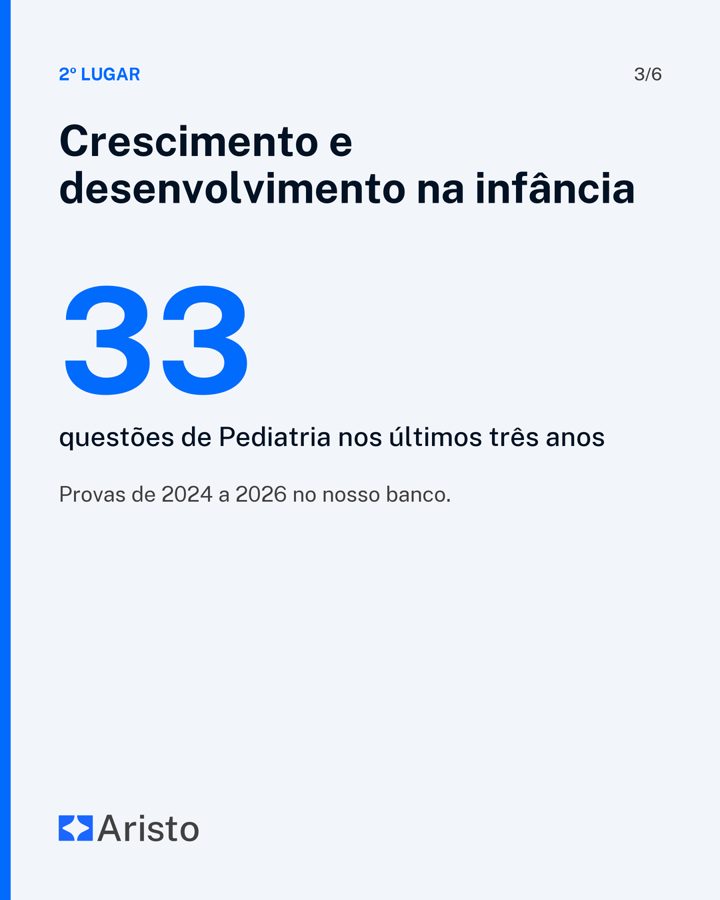 2º LUGAR
3/6
Crescimento e
desenvolvimento na infância
33
questões de Pediatria nos últimos três anos
Provas de 2024 a 2026 no nosso banco.
Aristo